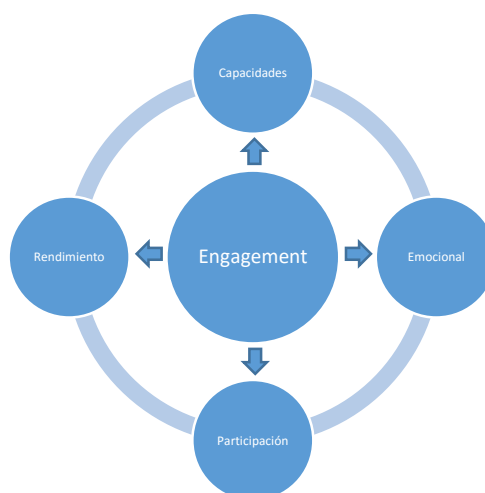 Capacidades
Rendimiento
Engagement
Emocional
Participación